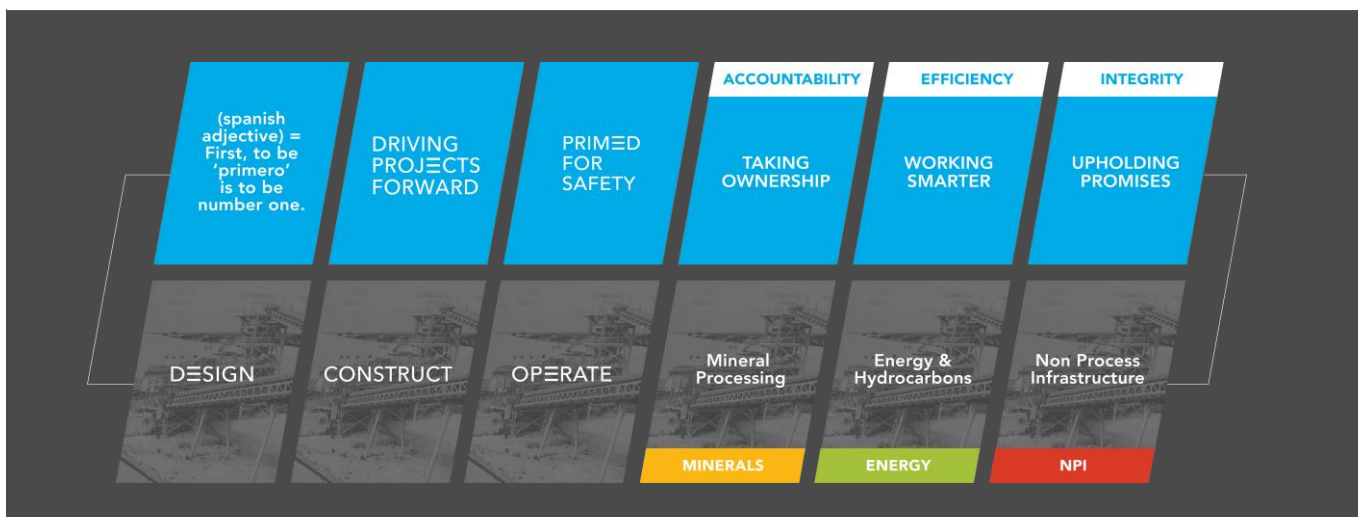 (spanish
adjective) =
First, to be
‘primero’
is to be
number one.
DRIVING
PROJECTS
FORWARD
PRIMED
FOR
SAFETY
ACCOUNTABILITY
TAKING
OWNERSHIP
EFFICIENCY
WORKING
SMARTER
INTEGRITY
UPHOLDING
PROMISES
DESIGN
CONSTRUCT
OPERATE
Mineral
Processing
MINERALS
Energy &
Hydrocarbons
ENERGY
Non Process
Infrastructure
NPI